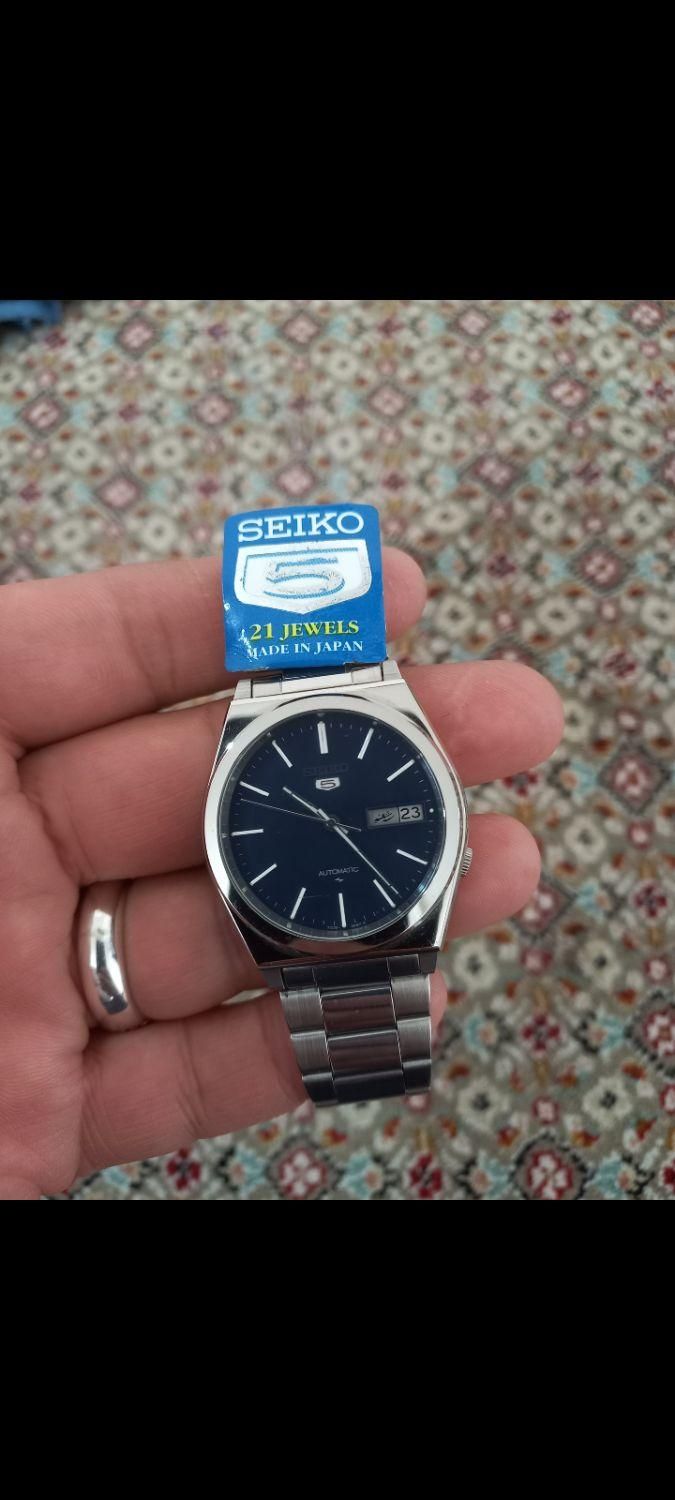 SEIKO
5
21 JEWELS
MADE IN JAPAN
SEIKO
5
23
AUTOMATIC